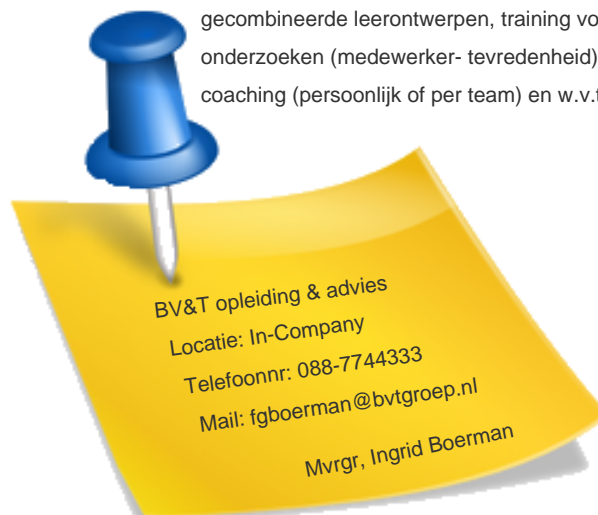 gecombineerde leerontwerpen, training vo
onderzoeken (medewerker- tevredenheid)
coaching (persoonlijk of per team) en w.v.t
BV&T opleiding & advies
Locatie: In-Company
Telefoonnr: 088-7744333
Mail: fgboerman@bvtgroep.nl
Mvrgr, Ingrid Boerman